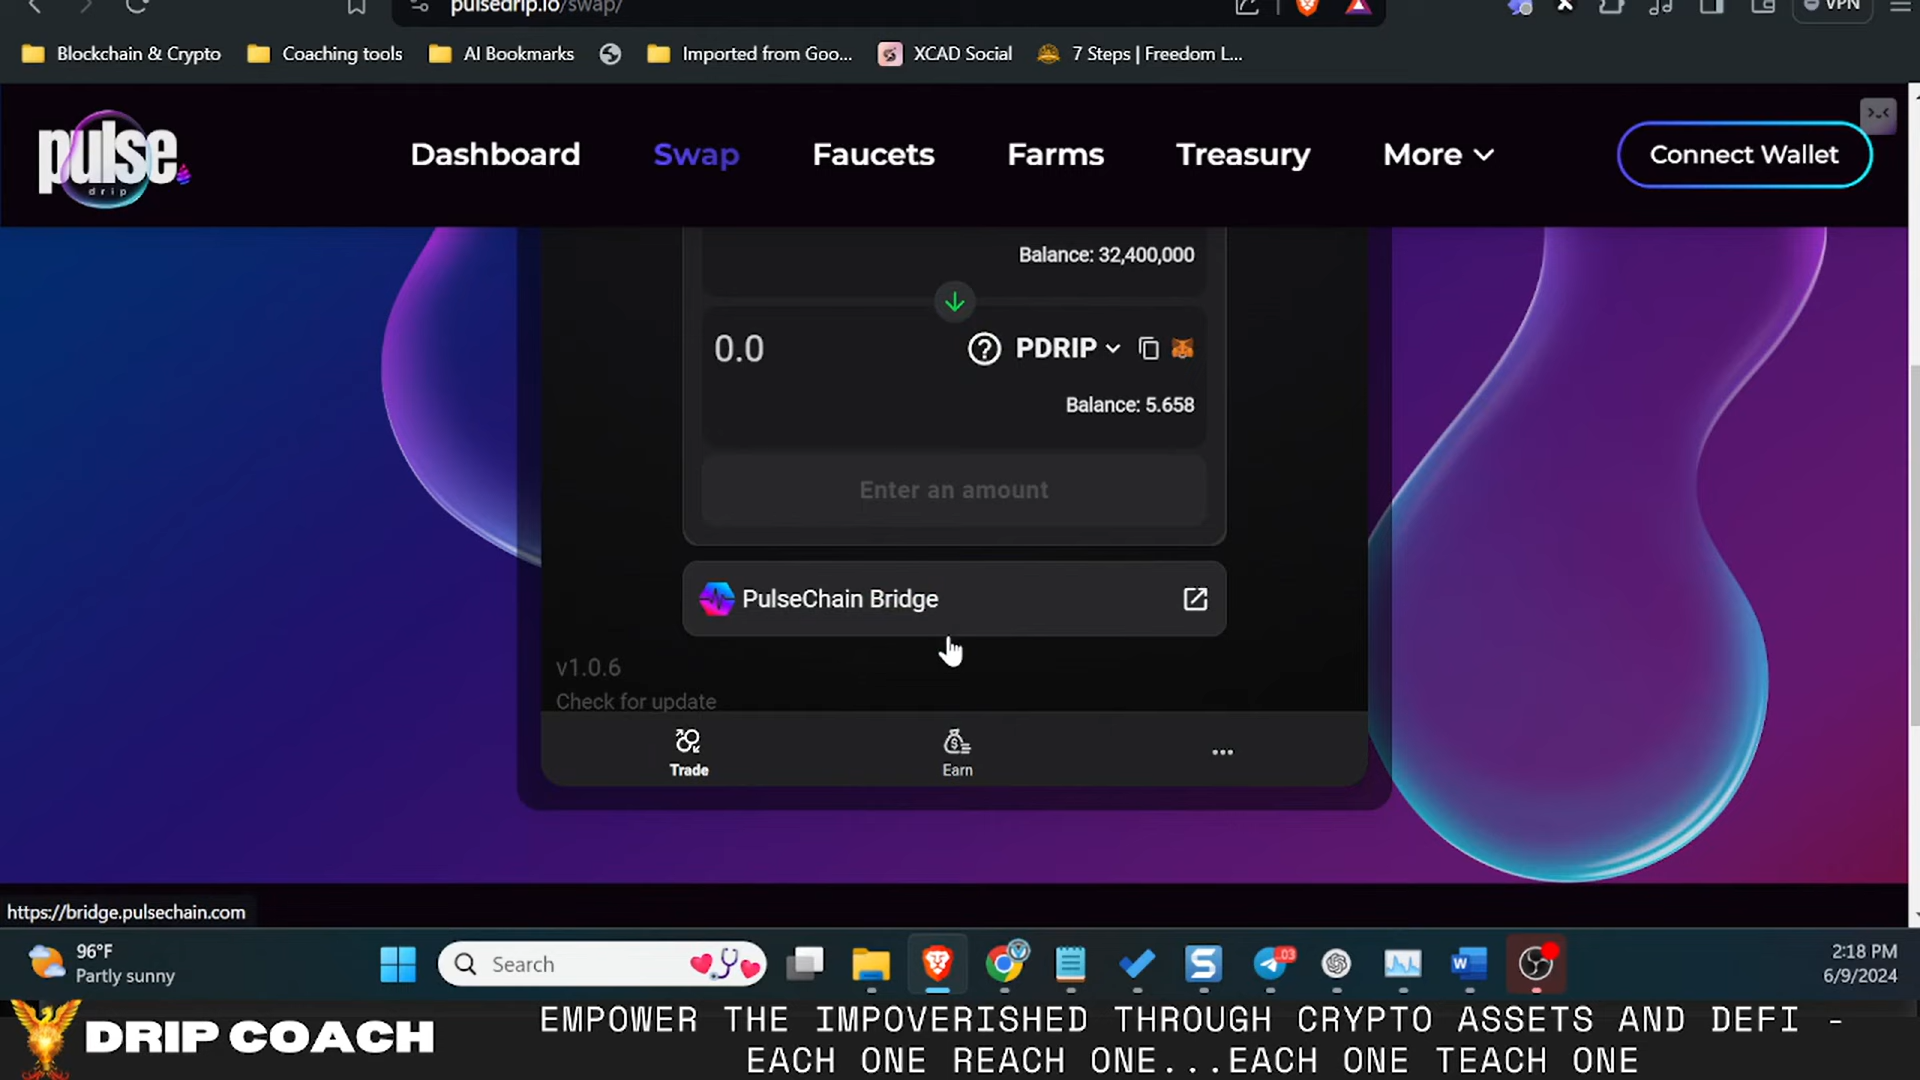 pulsedrip.io/swap/
VPN
Blockchain & Crypto
Coaching tools
AI Bookmarks
Imported from Goo...
XCAD Social
7 Steps | Freedom L...
pulse
drip
Dashboard
Swap
Faucets
Farms
Treasury
More
Connect Wallet
Balance: 32,400,000
0.0
PDRIP
Balance: 5.658
Enter an amount
PulseChain Bridge
v1.0.6
Check for update
Trade
Earn
https://bridge.pulsechain.com
96°F
Partly sunny
Search
.03
2:18 PM
6/9/2024
DRIP COACH
EMPOWER THE IMPOVERISHED THROUGH CRYPTO ASSETS AND DEFI -
EACH ONE REACH ONE...EACH ONE TEACH ONE